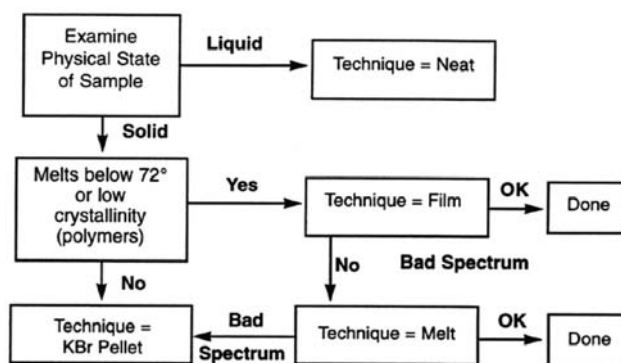 Examine
Physical State
of Sample
Liquid
Technique = Neat
Solid
Melts below 72°
or low
crystallinity
(polymers)
Yes
Technique = Film
OK
Done
No
No
Bad Spectrum
Technique =
KBr Pellet
Bad
Spectrum
Technique = Melt
OK
Done